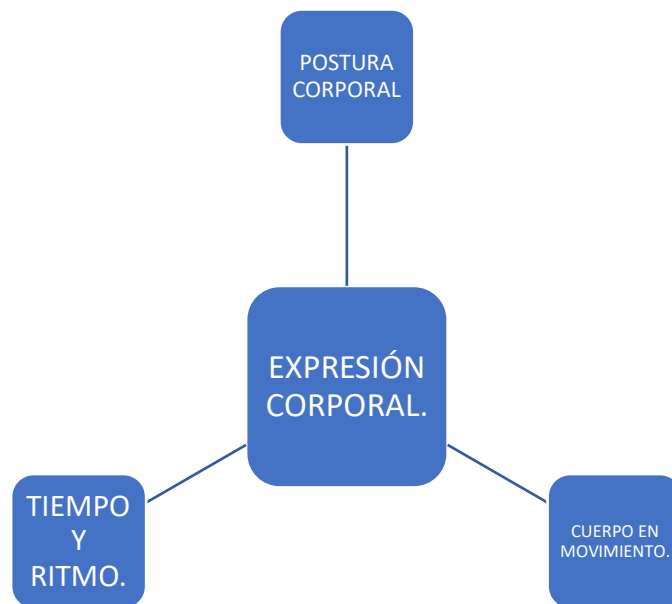 POSTURA
CORPORAL
EXPRESIÓN
CORPORAL.
TIEMPO
Y
RITMO.
CUERPO EN
MOVIMIENTO.